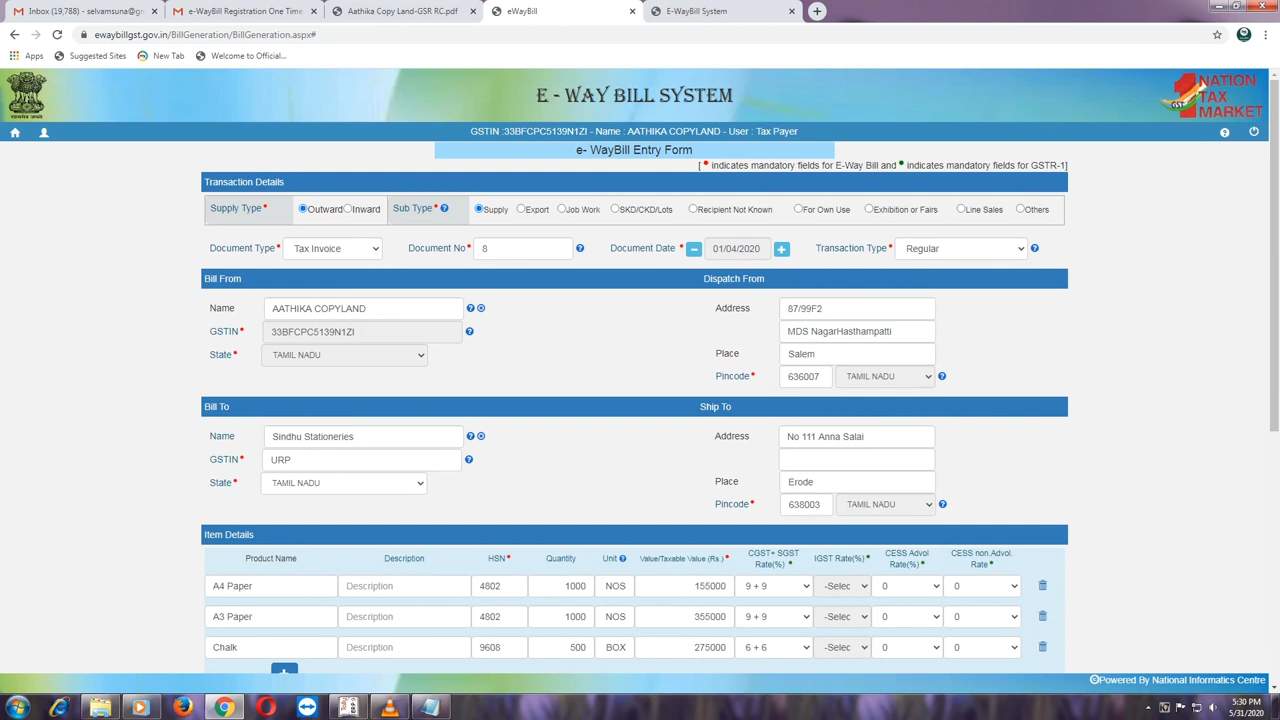 Inbox (19,788) - selvamsuna@gm
e-WayBill Registration One Time
Aathika Copy Land-GSR RC.pdf
eWayBill
E-WayBill System
ewaybillgst.gov.in/BillGeneration/BillGeneration.aspx#
Apps Suggested Sites New Tab Welcome to Official...
E - WAY BILL SYSTEM
NATION
TAX
MARKET
GST
GSTIN :33BFCPC5139N1ZI - Name : AATHIKA COPYLAND - User : Tax Payer
e- WayBill Entry Form
[ * indicates mandatory fields for E-Way Bill and * indicates mandatory fields for GSTR-1]
Transaction Details
Supply Type * Outward Inward Sub Type * Supply Export Job Work SKD/CKD/Lots Recipient Not Known For Own Use Exhibition or Fairs Line Sales Others
Document Type * Tax Invoice Document No * 8 Document Date * 01/04/2020 Transaction Type * Regular
Bill From Dispatch From
Name AATHIKA COPYLAND Address 87/99F2
GSTIN * 33BFCPC5139N1ZI MDS NagarHasthampatti
State * TAMIL NADU Place Salem
Pincode * 636007 TAMIL NADU
Bill To Ship To
Name Sindhu Stationeries Address No 111 Anna Salai
GSTIN * URP
State * TAMIL NADU Place Erode
Pincode * 638003 TAMIL NADU
Item Details
Product Name Description HSN * Quantity Unit Value/Taxable Value (Rs.) * CGST+ SGST Rate(%) * IGST Rate(%) * CESS Advol Rate(%) * CESS non.Advol. Rate *
A4 Paper Description 4802 1000 NOS 155000 9 + 9 -Selec 0 0
A3 Paper Description 4802 1000 NOS 355000 9 + 9 -Selec 0 0
Chalk Description 9608 500 BOX 275000 6 + 6 -Selec 0 0
Powered By National Informatics Centre
5:30 PM
5/31/2020